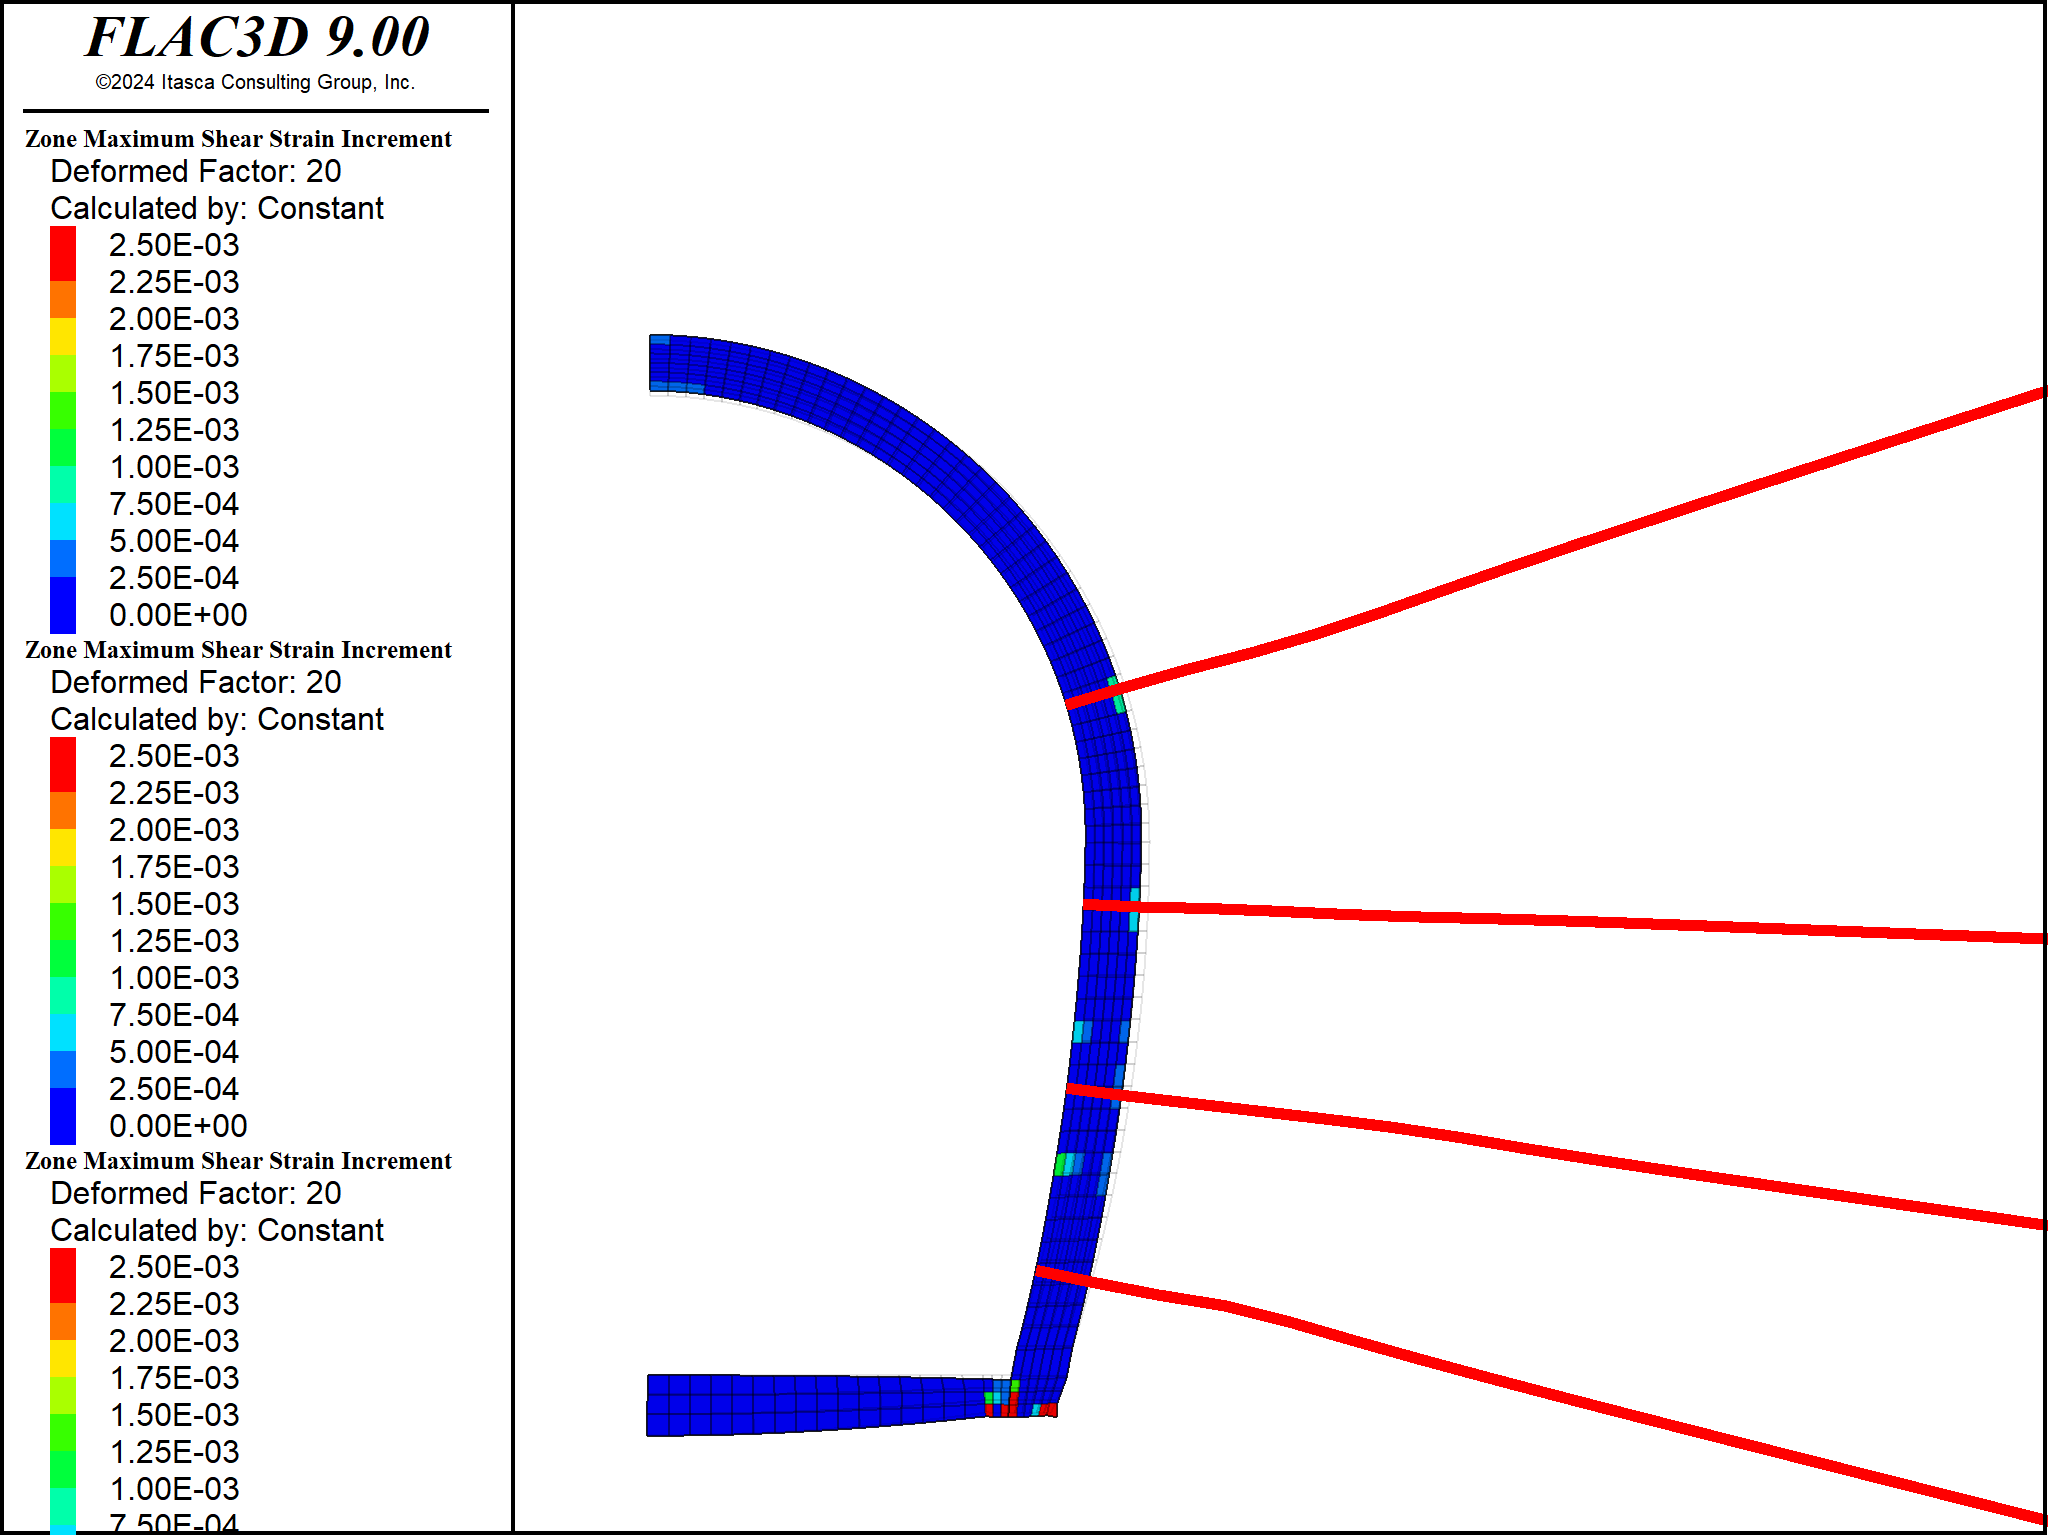 FLAC3D 9.00
©2024 Itasca Consulting Group, Inc.
Zone Maximum Shear Strain Increment
Deformed Factor: 20
Calculated by: Constant
2.50E-03
2.25E-03
2.00E-03
1.75E-03
1.50E-03
1.25E-03
1.00E-03
7.50E-04
5.00E-04
2.50E-04
0.00E+00
Zone Maximum Shear Strain Increment
Deformed Factor: 20
Calculated by: Constant
2.50E-03
2.25E-03
2.00E-03
1.75E-03
1.50E-03
1.25E-03
1.00E-03
7.50E-04
5.00E-04
2.50E-04
0.00E+00
Zone Maximum Shear Strain Increment
Deformed Factor: 20
Calculated by: Constant
2.50E-03
2.25E-03
2.00E-03
1.75E-03
1.50E-03
1.25E-03
1.00E-03
7.50E-04